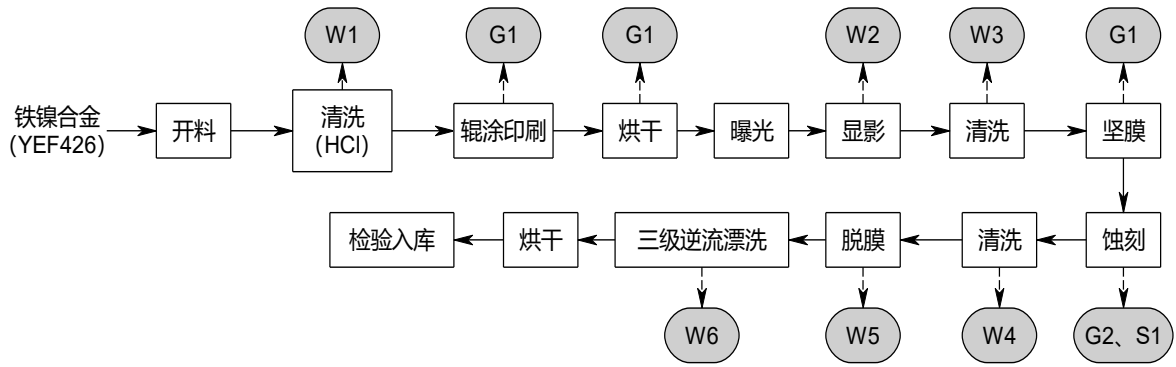 W1
G1
G1
W2
W3
G1
铁镍合金
(YEF426)
开料
清洗
(HCl)
辊涂印刷
烘干
曝光
显影
清洗
坚膜
检验入库
烘干
三级逆流漂洗
脱膜
清洗
蚀刻
W6
W5
W4
G2、S1